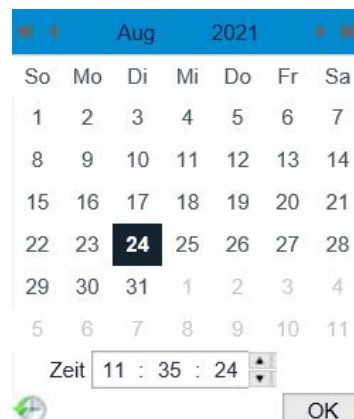 Aug 2021
So Mo Di Mi Do Fr Sa
1 2 3 4 5 6 7
8 9 10 11 12 13 14
15 16 17 18 19 20 21
22 23 24 25 26 27 28
29 30 31 1 2 3 4
5 6 7 8 9 10 11
Zeit 11 : 35 : 24
OK